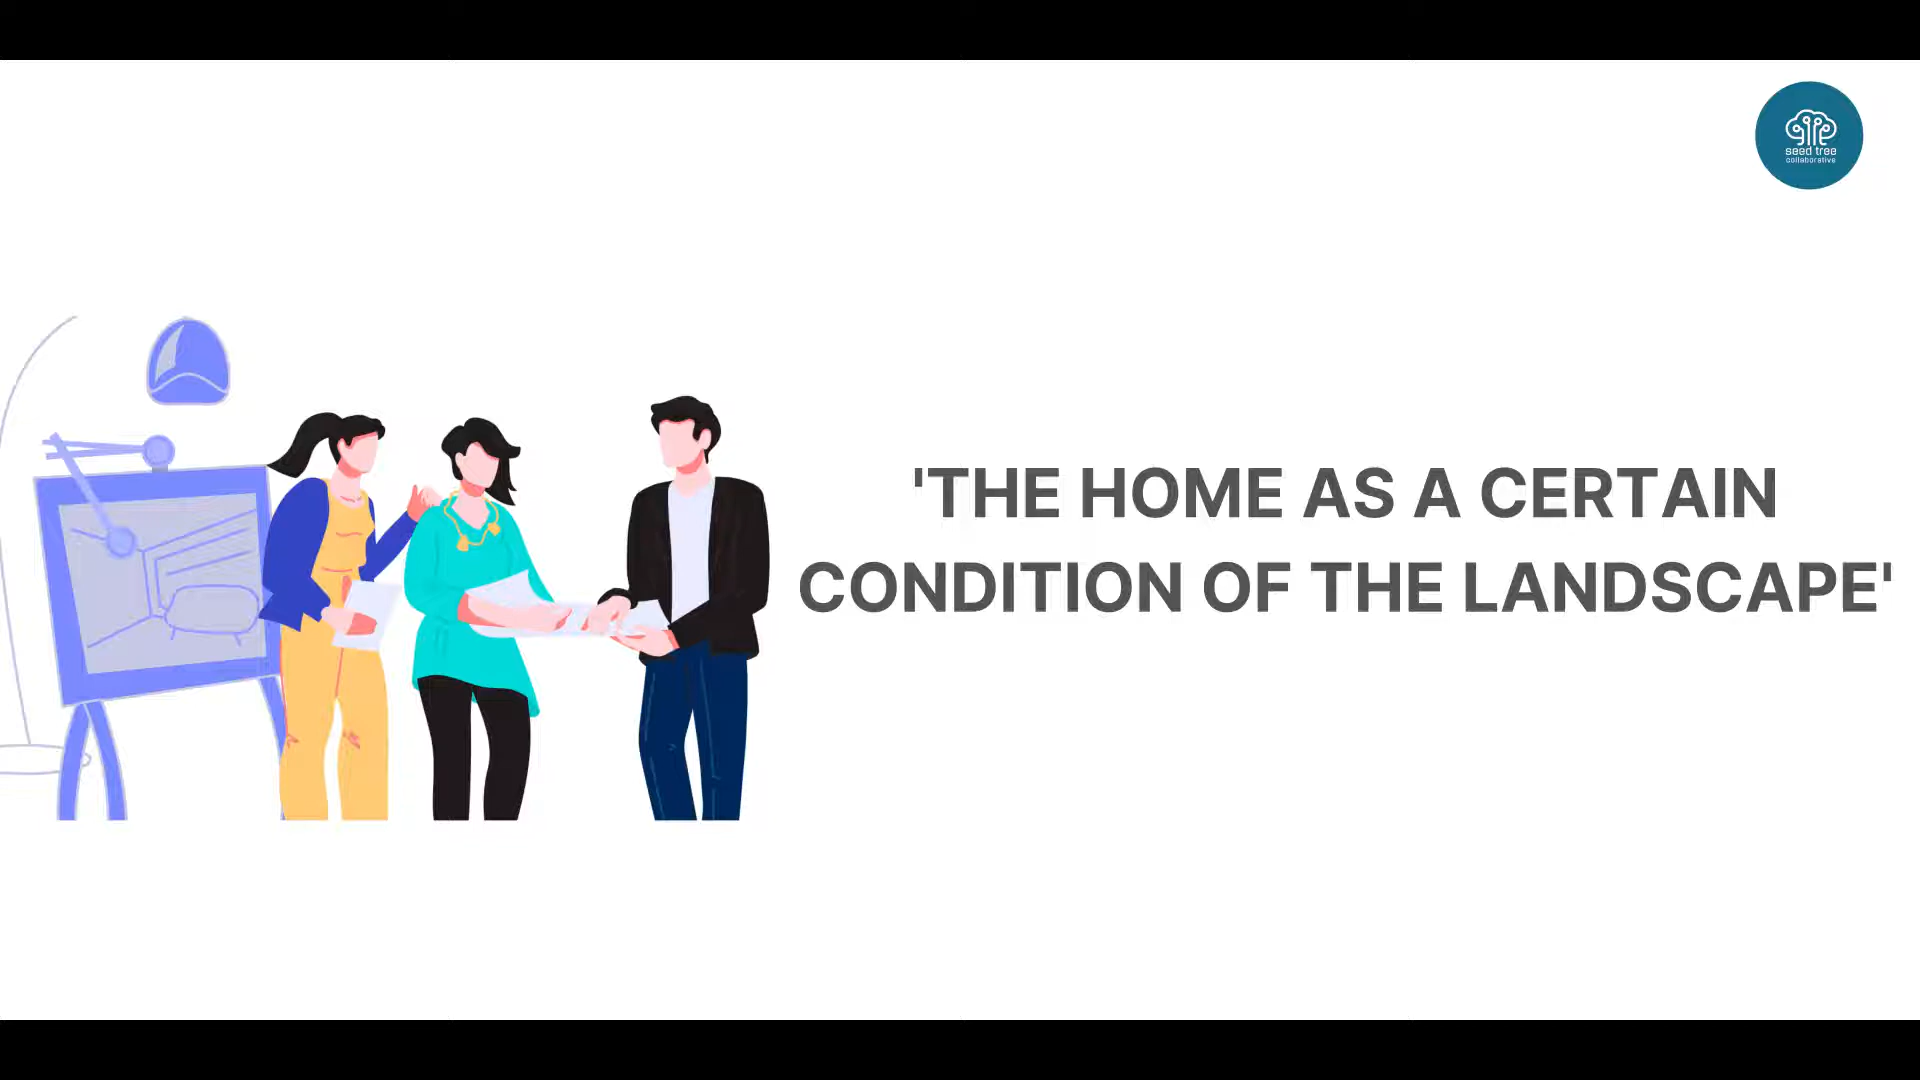 seed tree
collaborative
'THE HOME AS A CERTAIN
CONDITION OF THE LANDSCAPE'